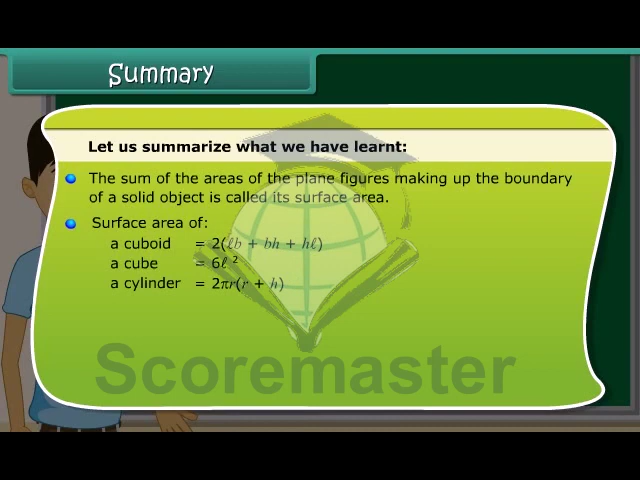 Summary
Let us summarize what we have learnt:
The sum of the areas of the plane figures making up the boundary
of a solid object is called its surface area.
Surface area of:
a cuboid = 2(ℓb + bh + hℓ)
a cube = 6ℓ ²
a cylinder = 2πr(r + h)
Scoremaster